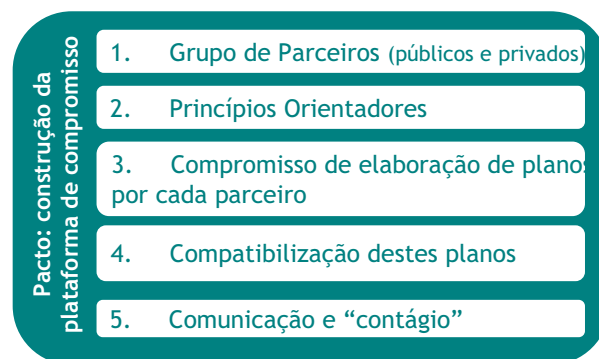 Pacto: construção da
plataforma de compromisso
1. Grupo de Parceiros (públicos e privados)
2. Princípios Orientadores
3. Compromisso de elaboração de planos
por cada parceiro
4. Compatibilização destes planos
5. Comunicação e “contágio”